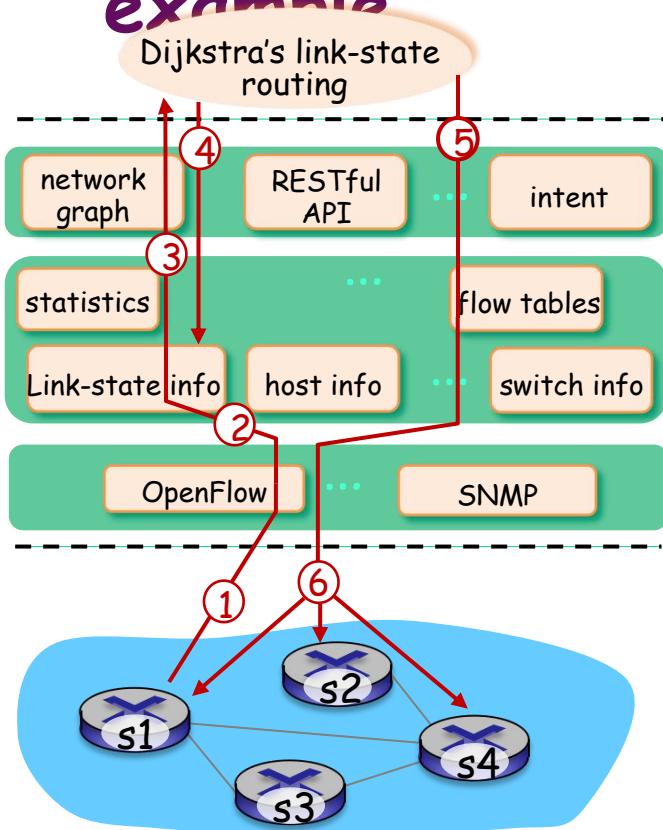 example
Dijkstra's link-state
routing
4
5
network
graph
RESTful
API
...
intent
3
statistics
...
flow tables
Link-state info
host info
...
switch info
2
OpenFlow
...
SNMP
1
6
s2
s1
s4
s3